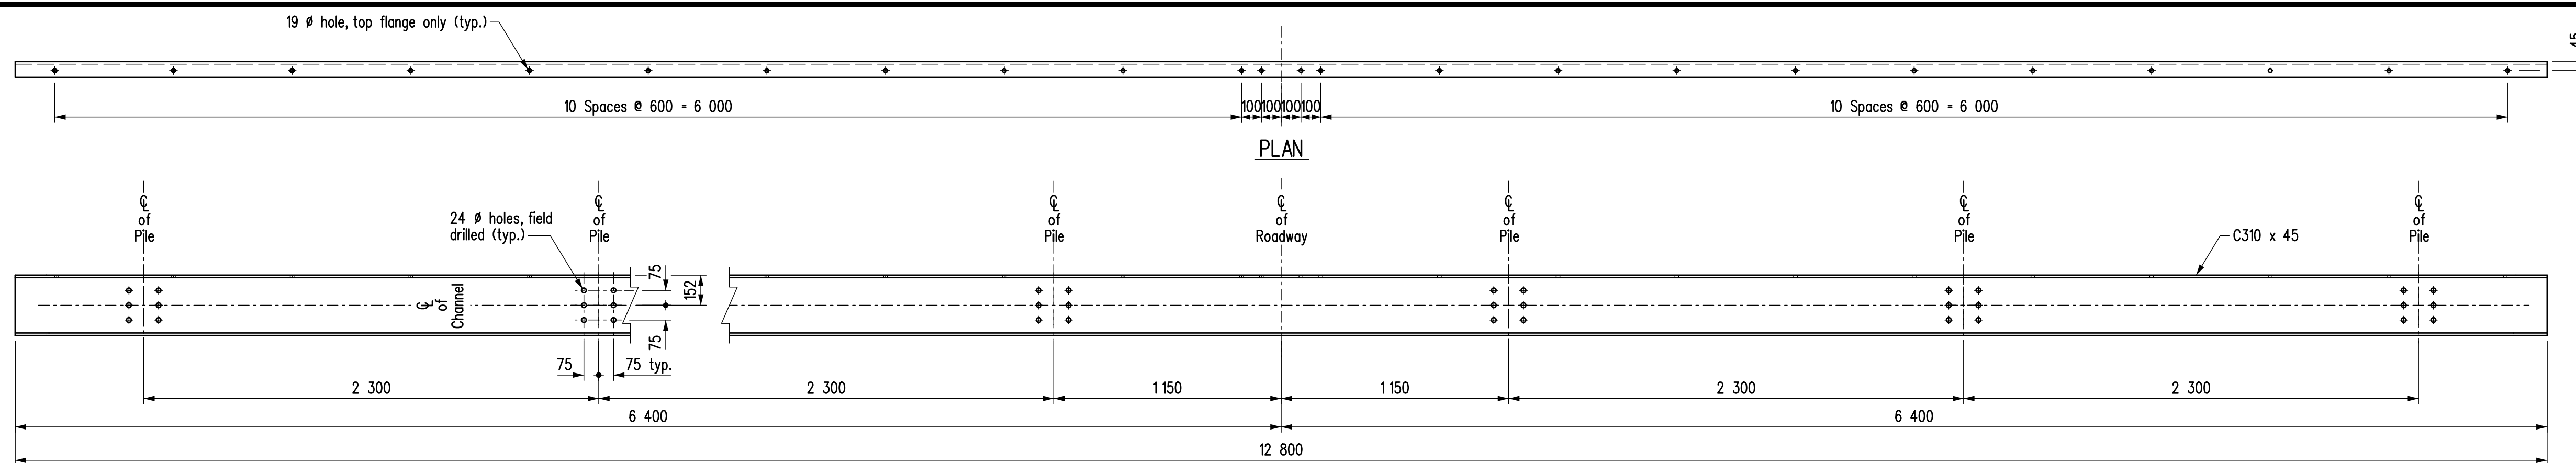 19 ø hole, top flange only (typ.)
45
10 Spaces @ 600 = 6 000
100 100 100 100
10 Spaces @ 600 = 6 000
PLAN
℄
of
Pile
24 ø holes, field
drilled (typ.)
℄
of
Pile
℄
of
Pile
℄
of
Roadway
℄
of
Pile
℄
of
Pile
℄
of
Pile
C310 x 45
℄
of
Channel
75
152
75
75
75 typ.
2 300
2 300
1 150
1 150
2 300
2 300
6 400
6 400
12 800